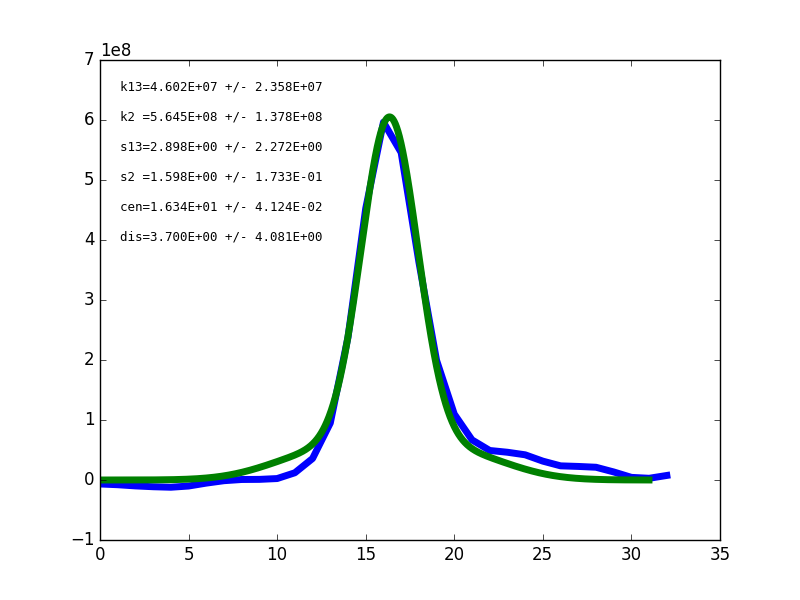 1e8
7
6
5
4
3
2
1
0
−1
k13=4.602E+07 +/- 2.358E+07
k2 =5.645E+08 +/- 1.378E+08
s13=2.898E+00 +/- 2.272E+00
s2 =1.598E+00 +/- 1.733E-01
cen=1.634E+01 +/- 4.124E-02
dis=3.700E+00 +/- 4.081E+00
0 5 10 15 20 25 30 35